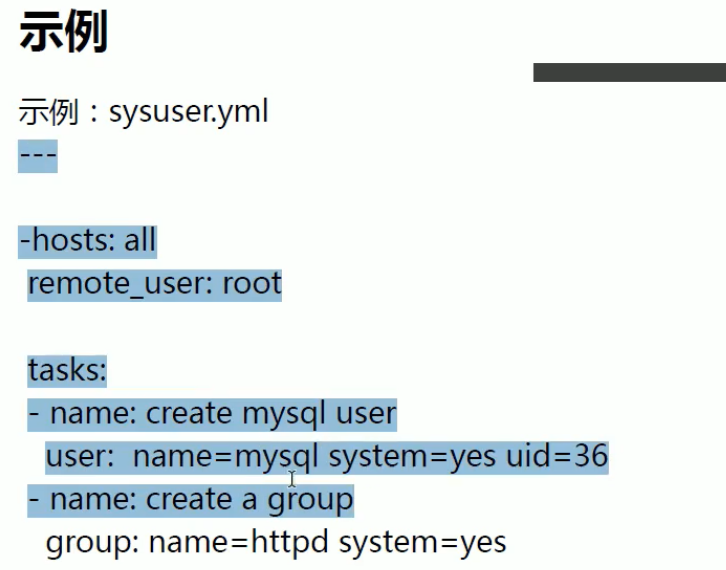 示例
示例：sysuser.yml
---
-hosts: all
remote_user: root
tasks:
- name: create mysql user
user:  name=mysql system=yes uid=36
- name: create a group
group: name=httpd system=yes